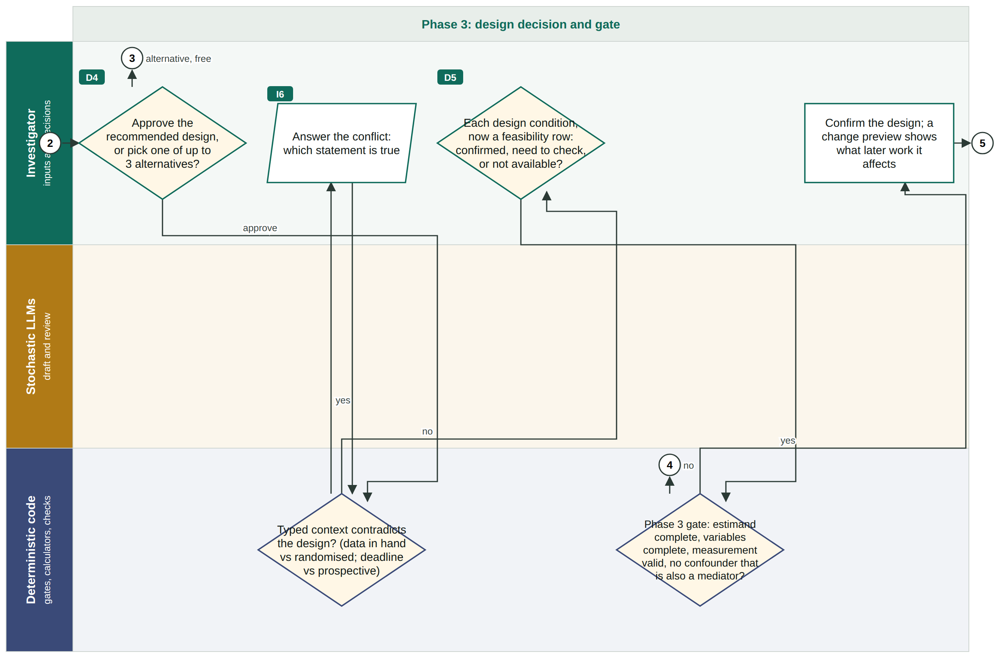 Phase 3: design decision and gate
Investigator
inputs a
ecisions
2
3
alternative, free
D4
Approve the
recommended design,
or pick one of up to
3 alternatives?
approve
I6
Answer the conflict:
which statement is true
D5
Each design condition,
now a feasibility row:
confirmed, need to check,
or not available?
Confirm the design; a
change preview shows
what later work it
affects
5
Stochastic LLMs
draft and review
yes
no
yes
Deterministic code
gates, calculators, checks
4
no
Typed context contradicts
the design? (data in hand
vs randomised; deadline
vs prospective)
Phase 3 gate: estimand
complete, variables
complete, measurement
valid, no confounder that
is also a mediator?